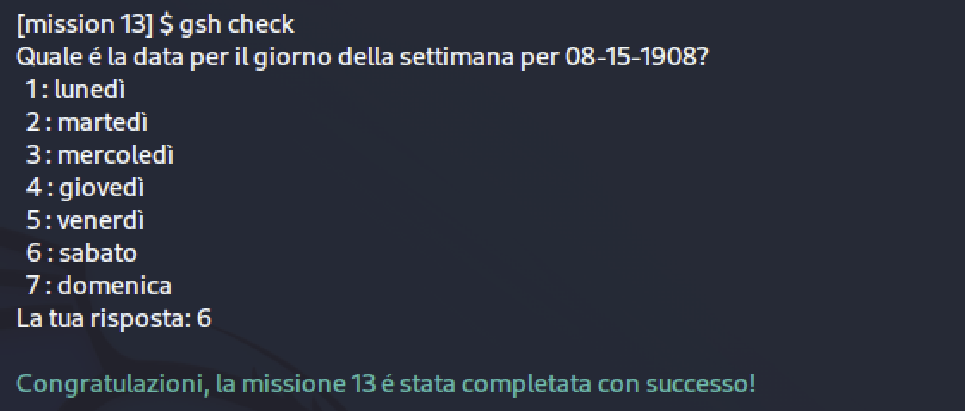 [mission 13] $ gsh check
Quale é la data per il giorno della settimana per 08-15-1908?
1 : lunedì
2 : martedì
3 : mercoledì
4 : giovedì
5 : venerdì
6 : sabato
7 : domenica
La tua risposta: 6
Congratulazioni, la missione 13 é stata completata con successo!